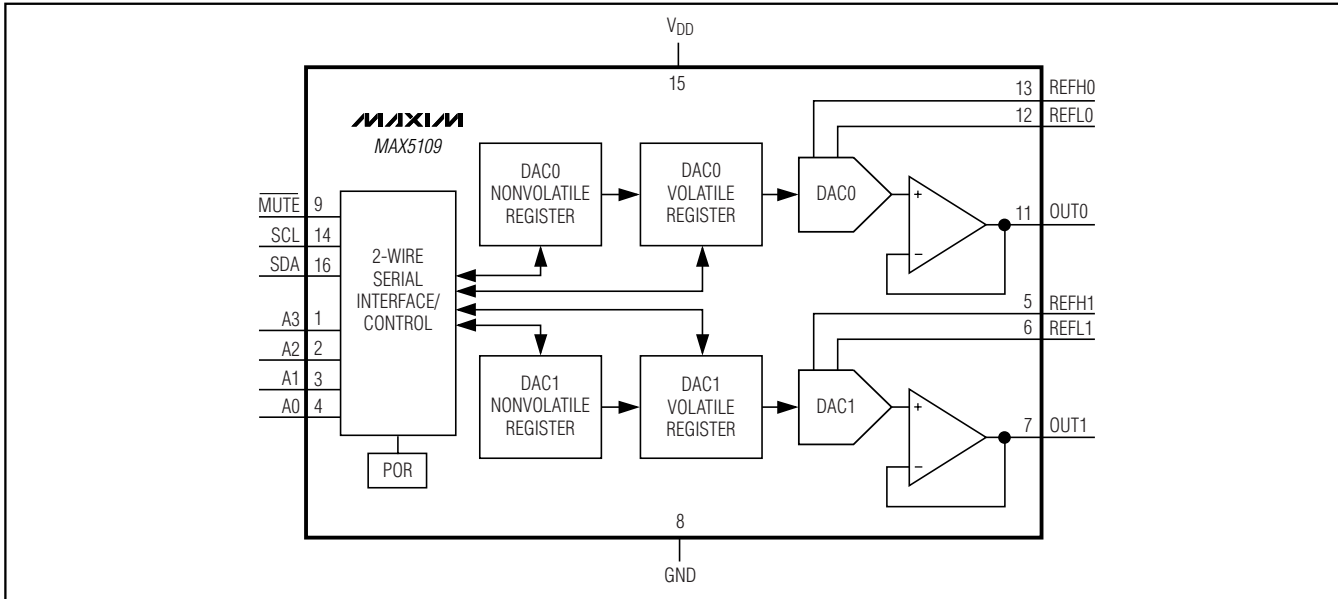 VDD
15
MAXIM
MAX5109
MUTE 9
SCL 14
SDA 16
A3 1
A2 2
A1 3
A0 4
2-WIRE
SERIAL
INTERFACE/
CONTROL
POR
DAC0
NONVOLATILE
REGISTER
DAC0
VOLATILE
REGISTER
DAC0
+
−
13 REFH0
12 REFL0
11 OUT0
DAC1
NONVOLATILE
REGISTER
DAC1
VOLATILE
REGISTER
DAC1
+
−
5 REFH1
6 REFL1
7 OUT1
8
GND